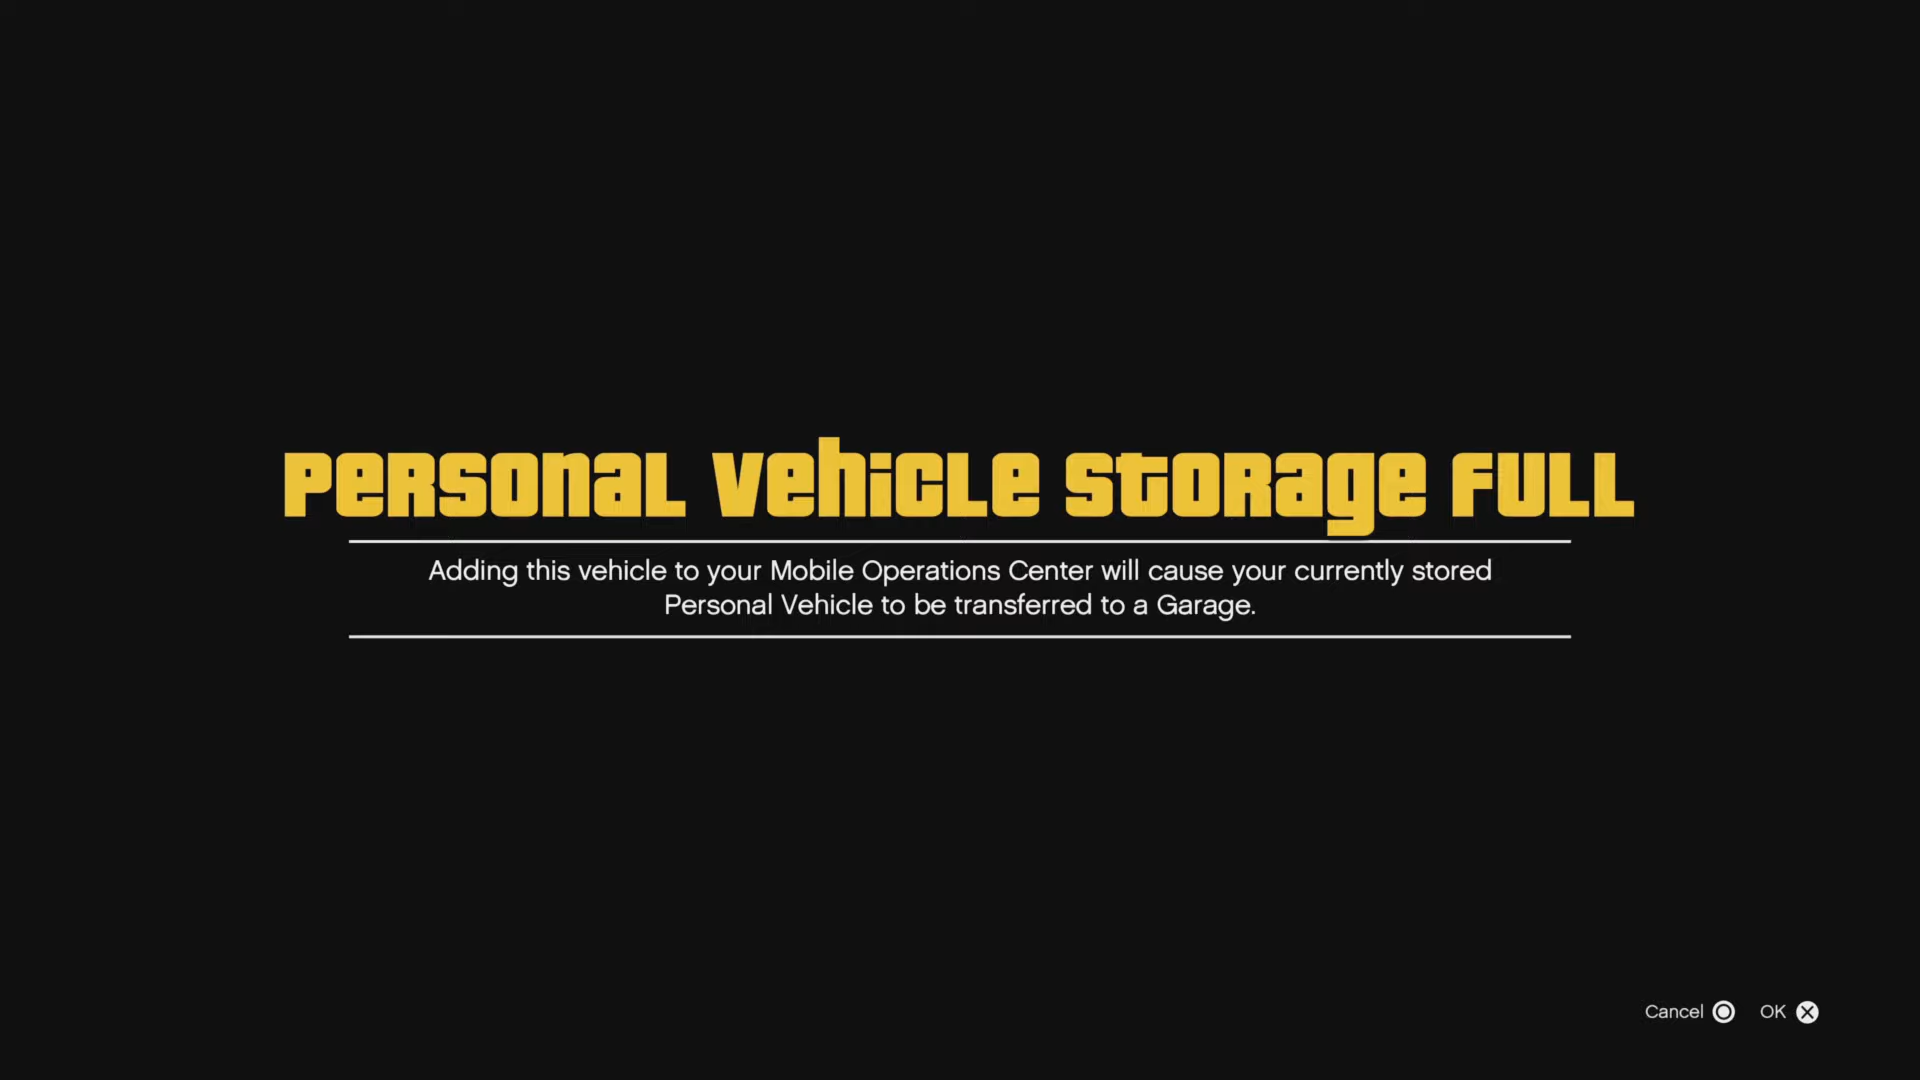 Personal Vehicle Storage Full
Adding this vehicle to your Mobile Operations Center will cause your currently stored
Personal Vehicle to be transferred to a Garage.
Cancel OK